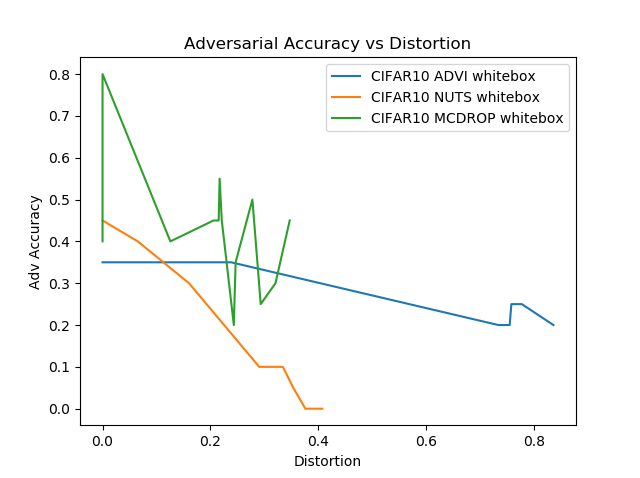 Adversarial Accuracy vs Distortion
CIFAR10 ADVI whitebox
CIFAR10 NUTS whitebox
CIFAR10 MCDROP whitebox
Adv Accuracy
0.8
0.7
0.6
0.5
0.4
0.3
0.2
0.1
0.0
0.0 0.2 0.4 0.6 0.8
Distortion